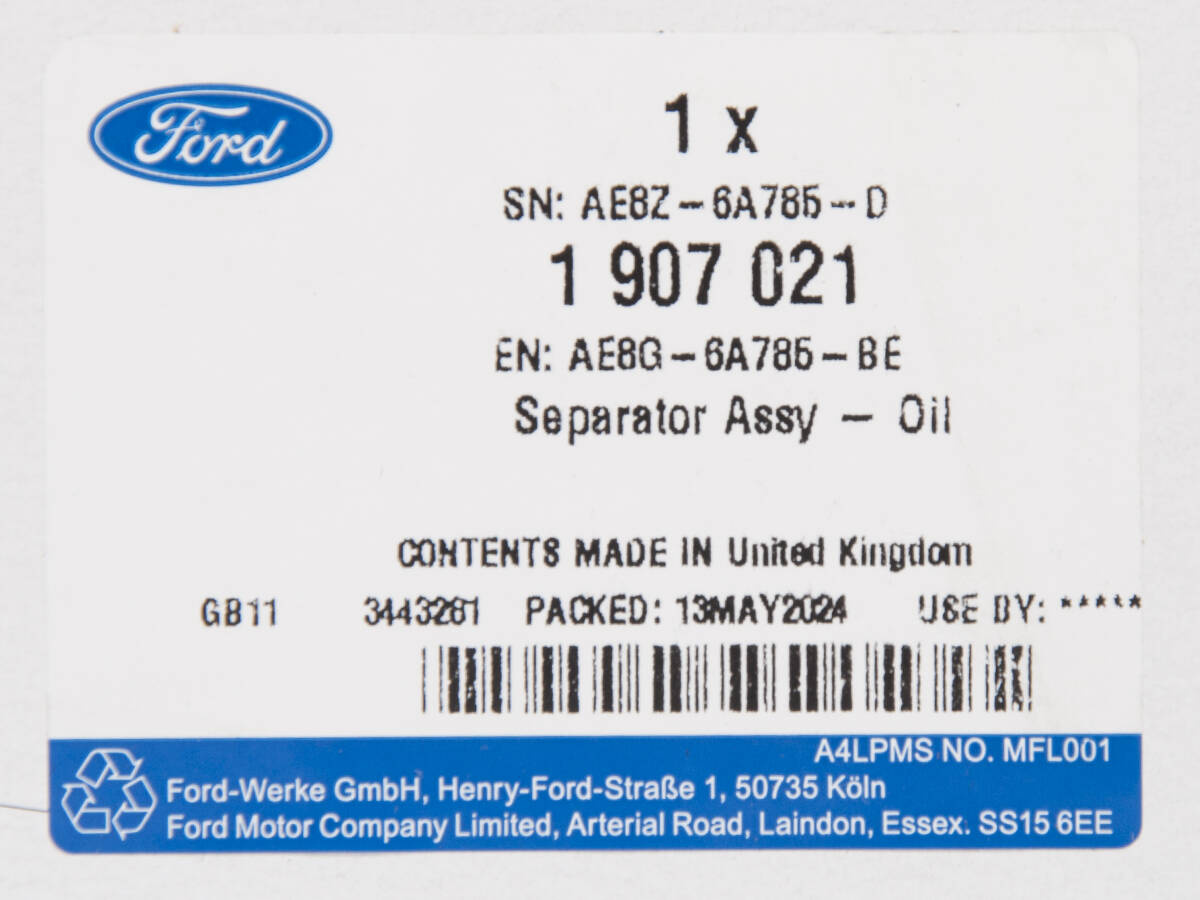 Ford
1 x
SN: AE8Z-6A785-D
1 907 021
EN: AE8G-6A785-BE
Separator Assy - Oil
CONTENTS MADE IN United Kingdom
GB11 3443281 PACKED: 13MAY2024 USE BY: *****
A4LPMS NO. MFL001
Ford-Werke GmbH, Henry-Ford-Straße 1, 50735 Köln
Ford Motor Company Limited, Arterial Road, Laindon, Essex. SS15 6EE